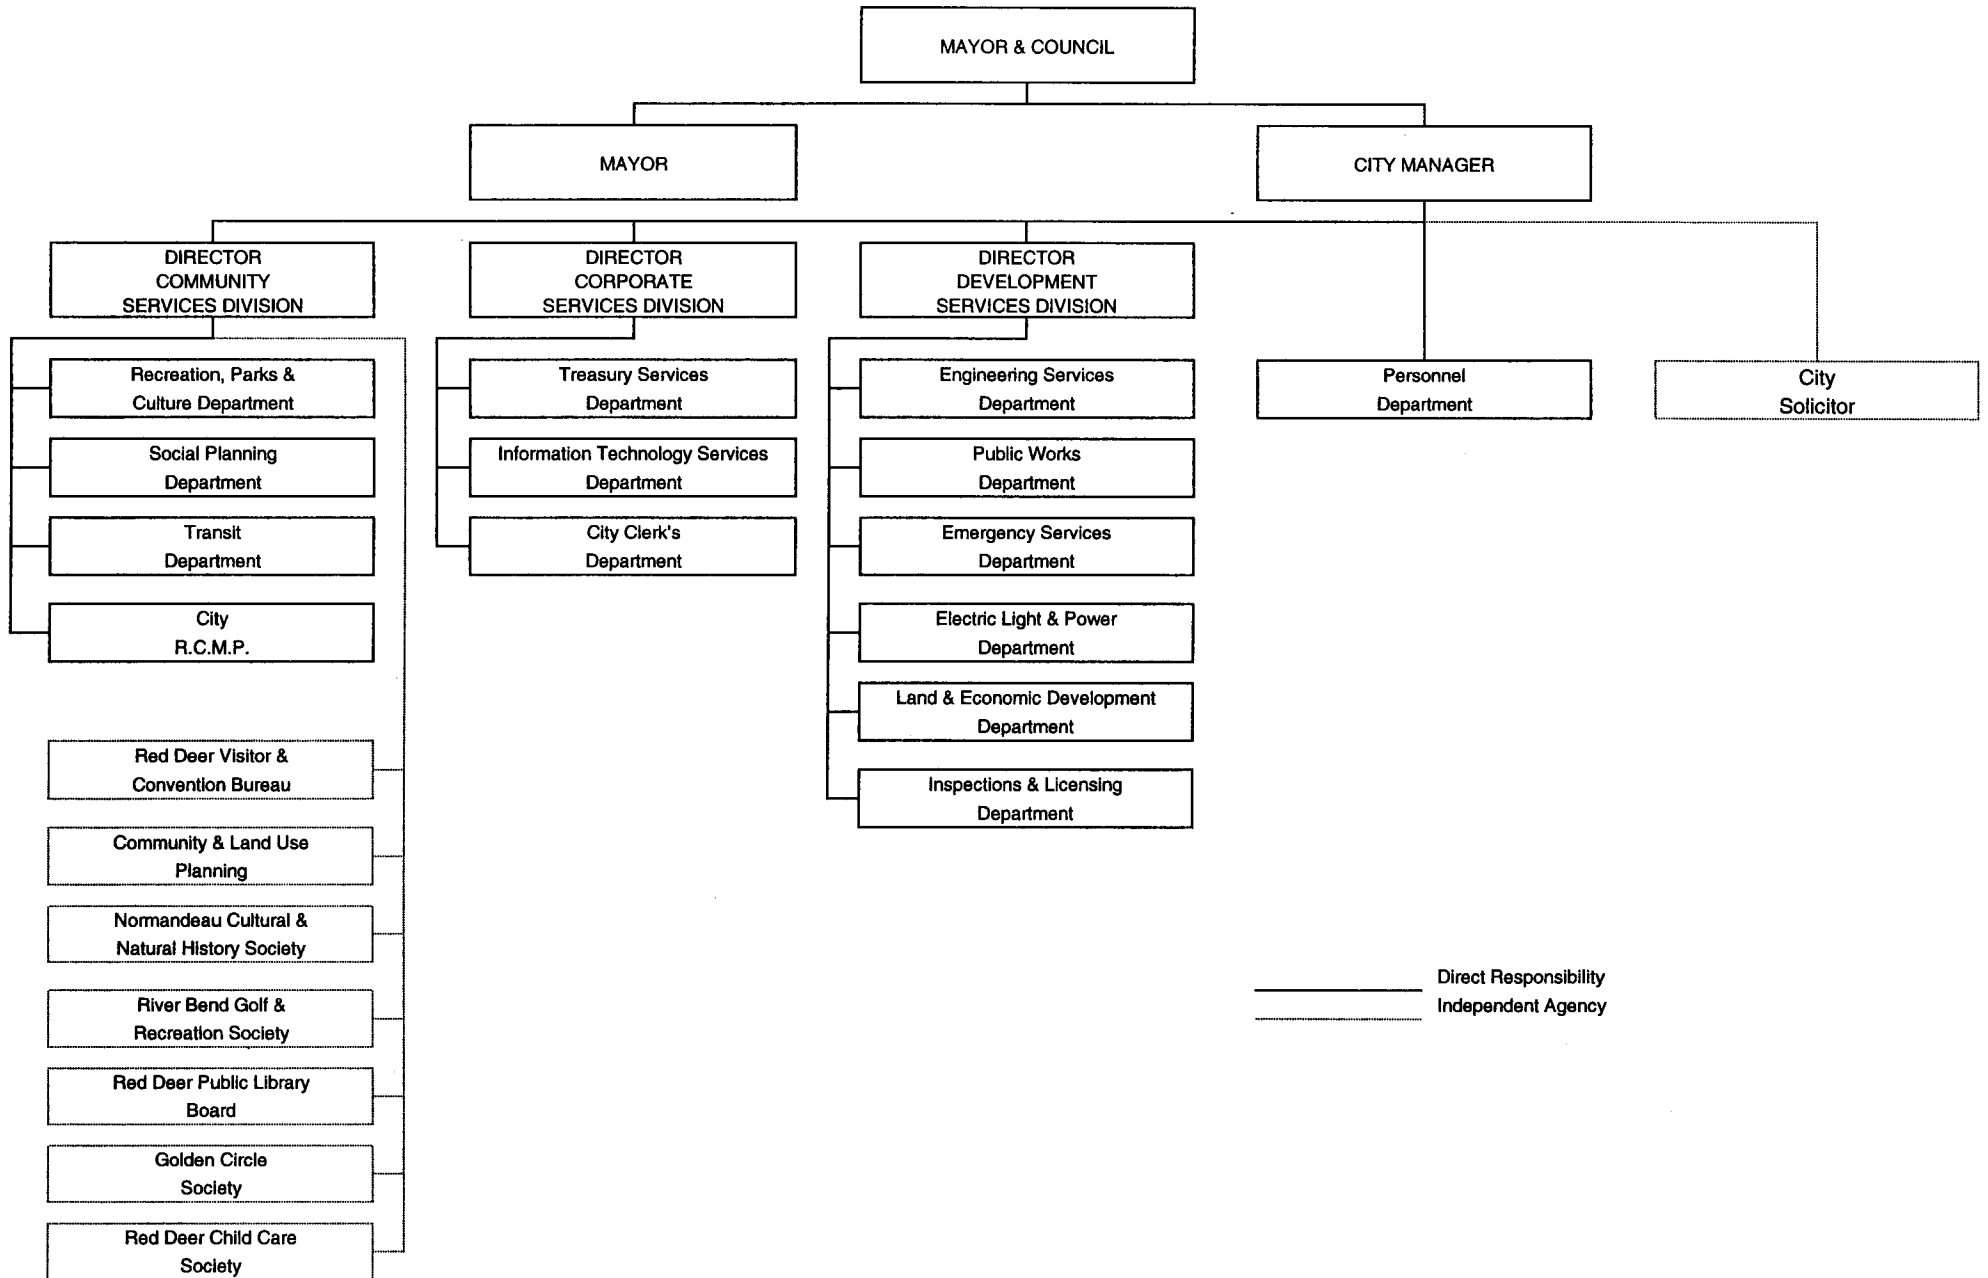 MAYOR & COUNCIL
MAYOR
CITY MANAGER
DIRECTOR
COMMUNITY
SERVICES DIVISION
DIRECTOR
CORPORATE
SERVICES DIVISION
DIRECTOR
DEVELOPMENT
SERVICES DIVISION
Recreation, Parks &
Culture Department
Social Planning
Department
Transit
Department
City
R.C.M.P.
Red Deer Visitor &
Convention Bureau
Community & Land Use
Planning
Normandeau Cultural &
Natural History Society
River Bend Golf &
Recreation Society
Red Deer Public Library
Board
Golden Circle
Society
Red Deer Child Care
Society
Treasury Services
Department
Information Technology Services
Department
City Clerk's
Department
Engineering Services
Department
Public Works
Department
Emergency Services
Department
Electric Light & Power
Department
Land & Economic Development
Department
Inspections & Licensing
Department
Personnel
Department
City
Solicitor
Direct Responsibility
Independent Agency